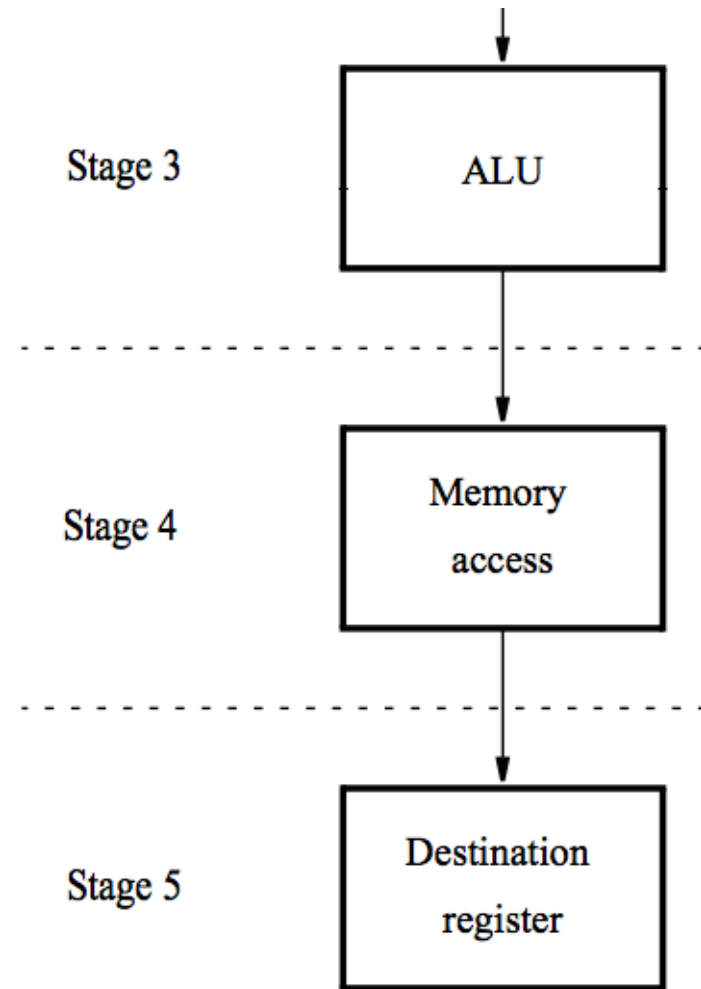 Stage 3
ALU
Stage 4
Memory
access
Stage 5
Destination
register